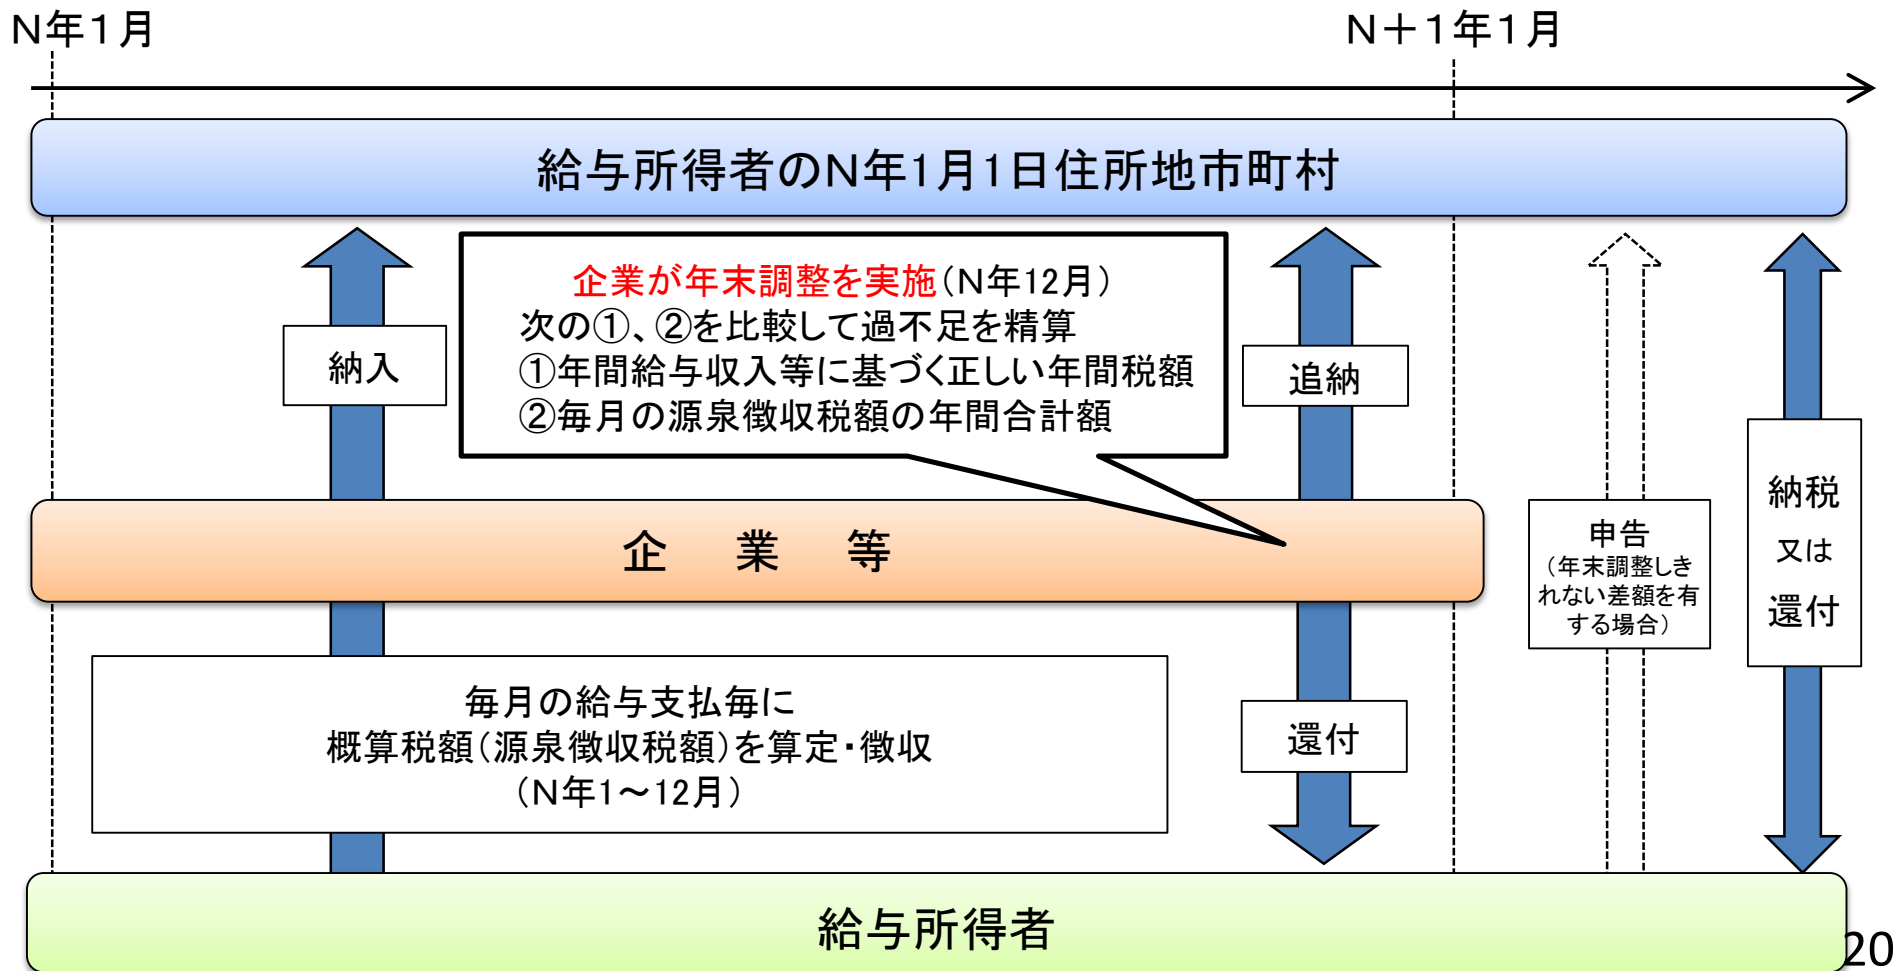 N年1月
N＋1年1月
給与所得者のN年1月1日住所地市町村
企業が年末調整を実施（N年12月）
次の①、②を比較して過不足を精算
①年間給与収入等に基づく正しい年間税額
②毎月の源泉徴収税額の年間合計額
納入
追納
企　業　等
申告
（年末調整しき
れない差額を有
する場合）
納税
又は
還付
毎月の給与支払毎に
概算税額（源泉徴収税額）を算定・徴収
（N年1～12月）
還付
給与所得者
20